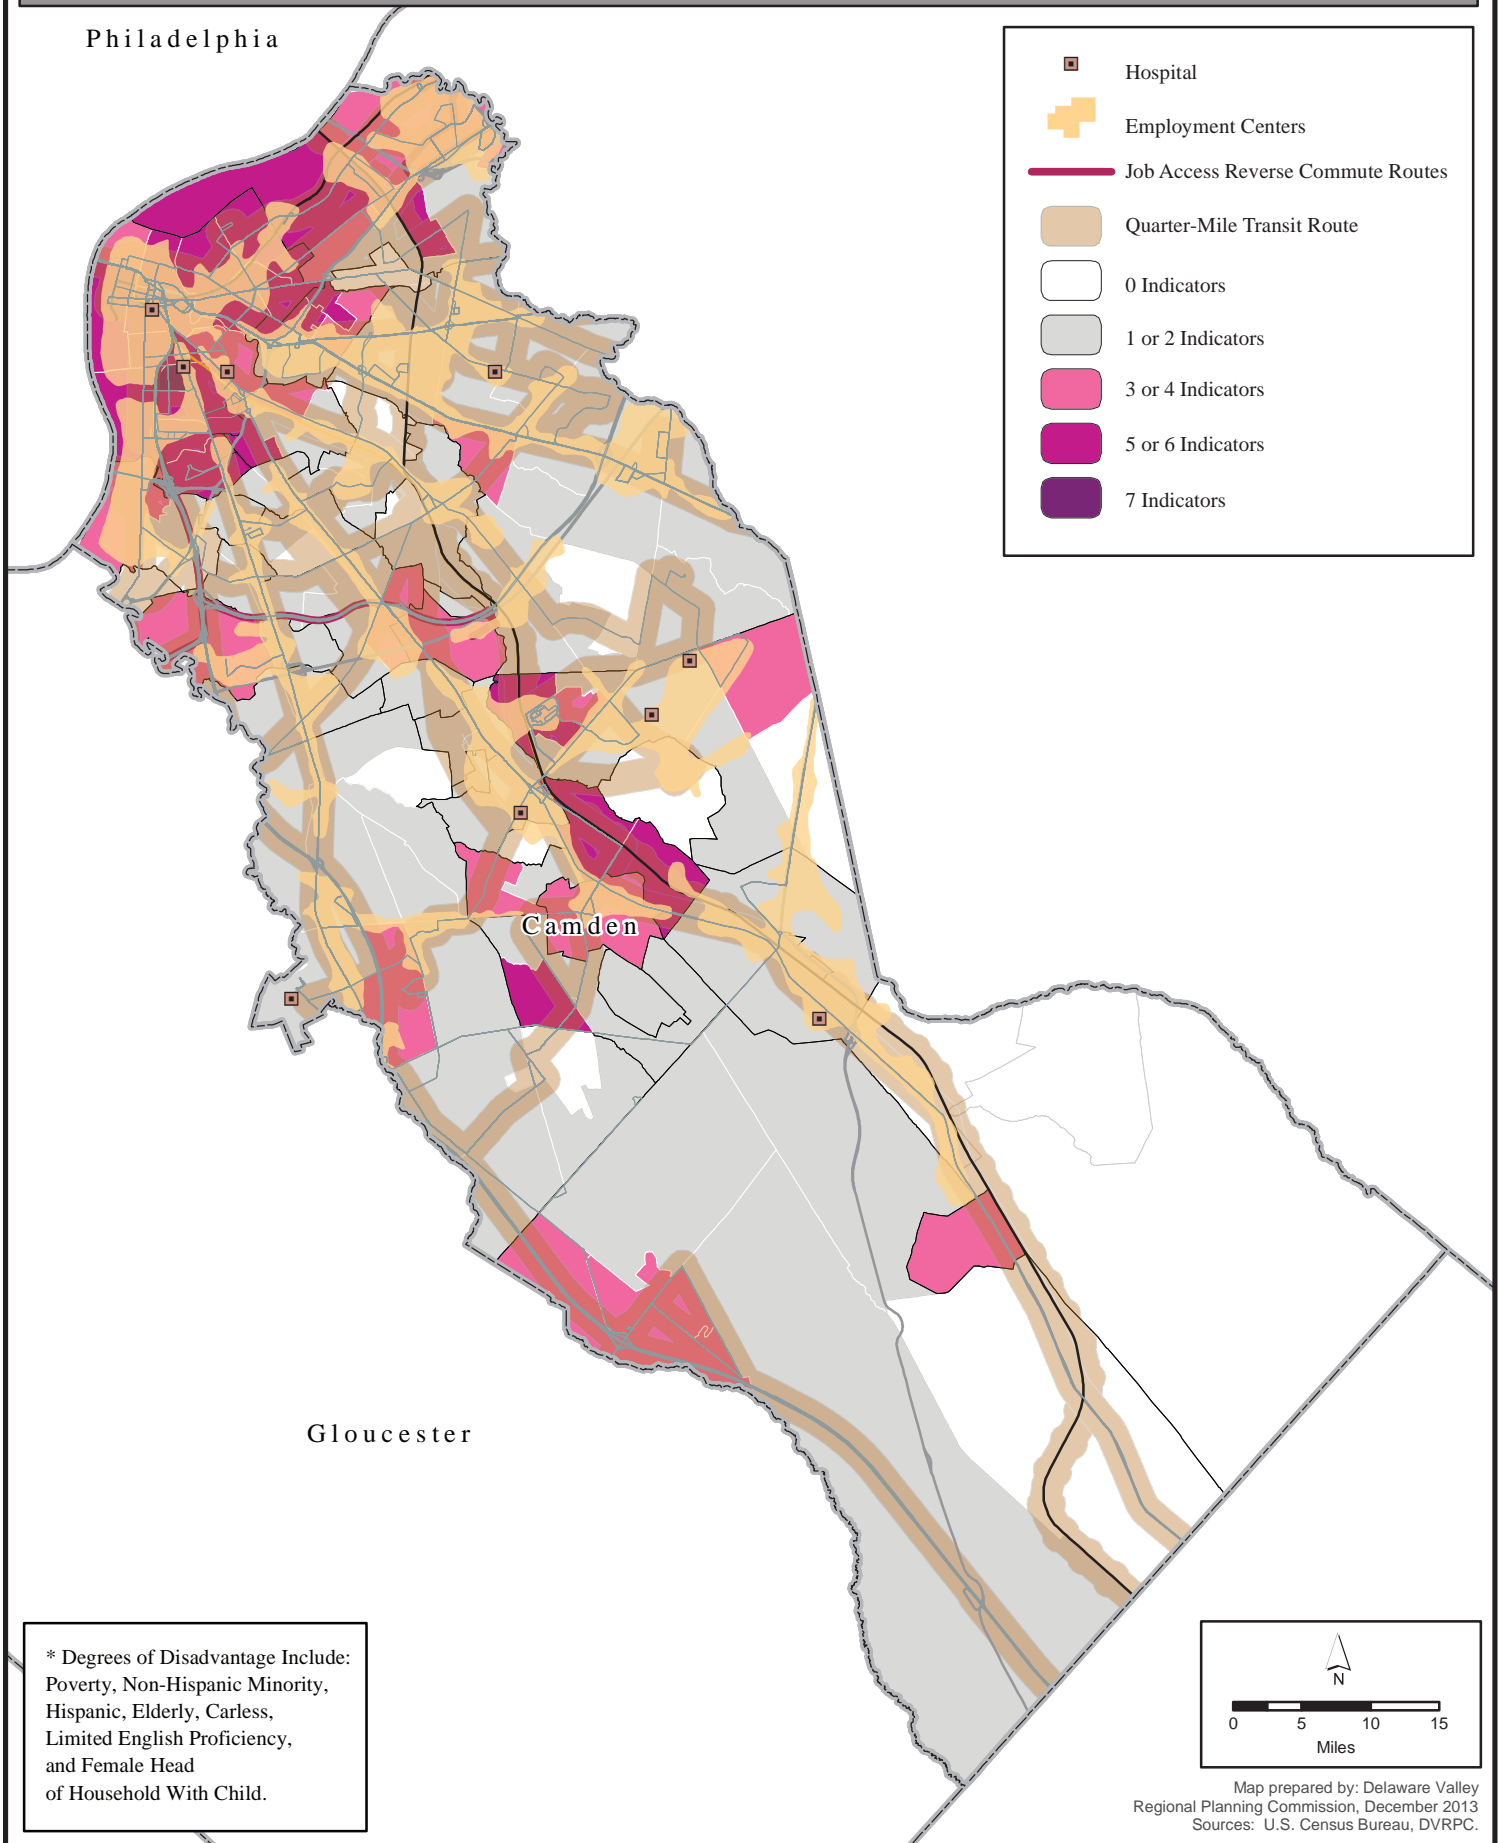 Philadelphia
Hospital
Employment Centers
Job Access Reverse Commute Routes
Quarter-Mile Transit Route
0 Indicators
1 or 2 Indicators
3 or 4 Indicators
5 or 6 Indicators
7 Indicators
Camden
Gloucester
* Degrees of Disadvantage Include:
Poverty, Non-Hispanic Minority,
Hispanic, Elderly, Carless,
Limited English Proficiency,
and Female Head
of Household With Child.
N
0 5 10 15
Miles
Map prepared by: Delaware Valley
Regional Planning Commission, December 2013
Sources: U.S. Census Bureau, DVRPC.